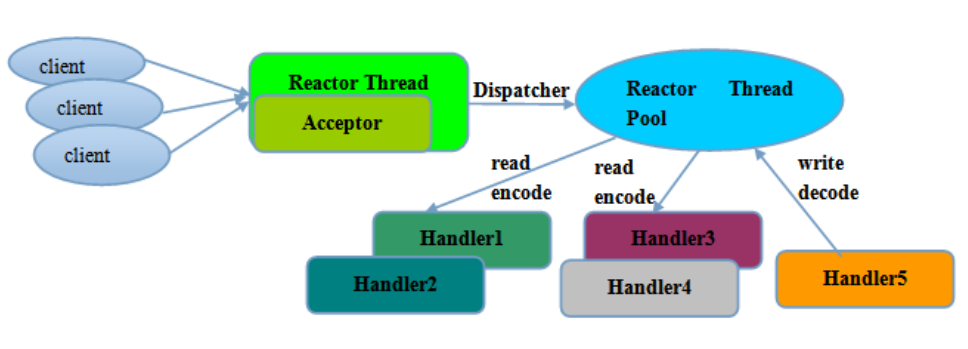 client
client
client
Reactor Thread
Acceptor
Dispatcher
Reactor Thread
Pool
read
encode
read
encode
write
decode
Handler1
Handler2
Handler3
Handler4
Handler5